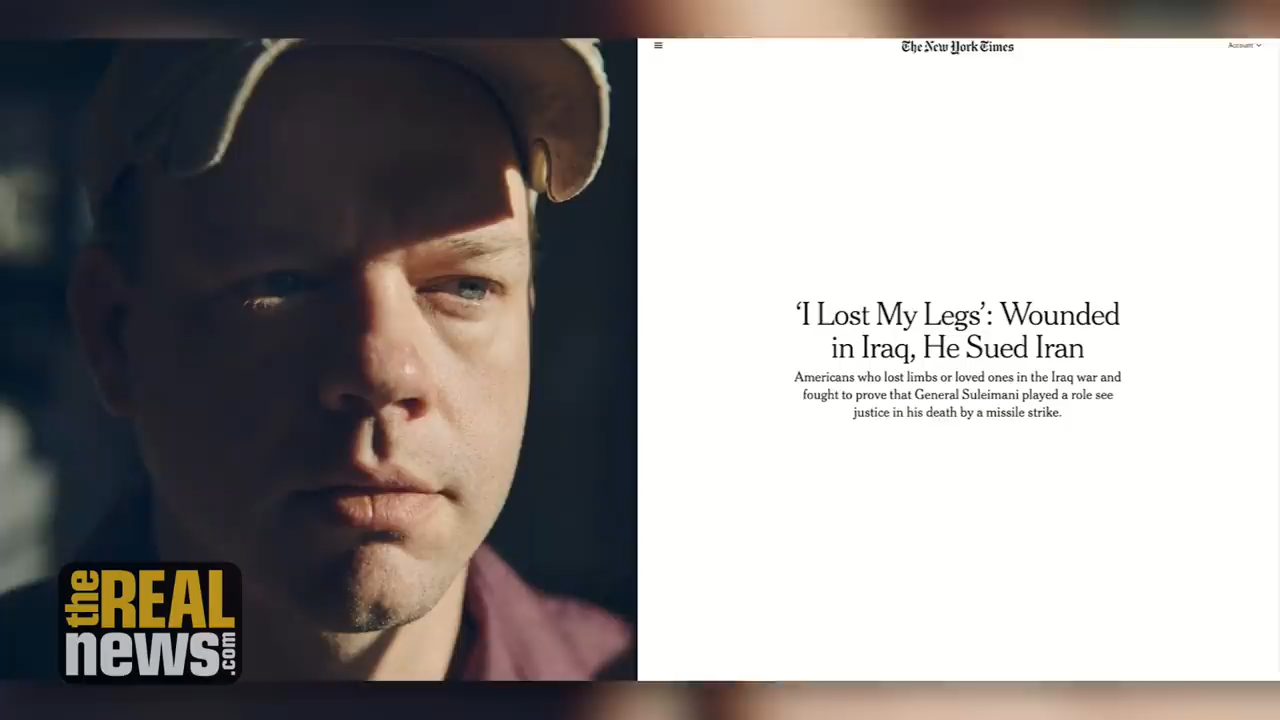 The New York Times
Account
'I Lost My Legs': Wounded
in Iraq, He Sued Iran
Americans who lost limbs or loved ones in the Iraq war and
fought to prove that General Suleimani played a role see
justice in his death by a missile strike.
the REAL
news.com